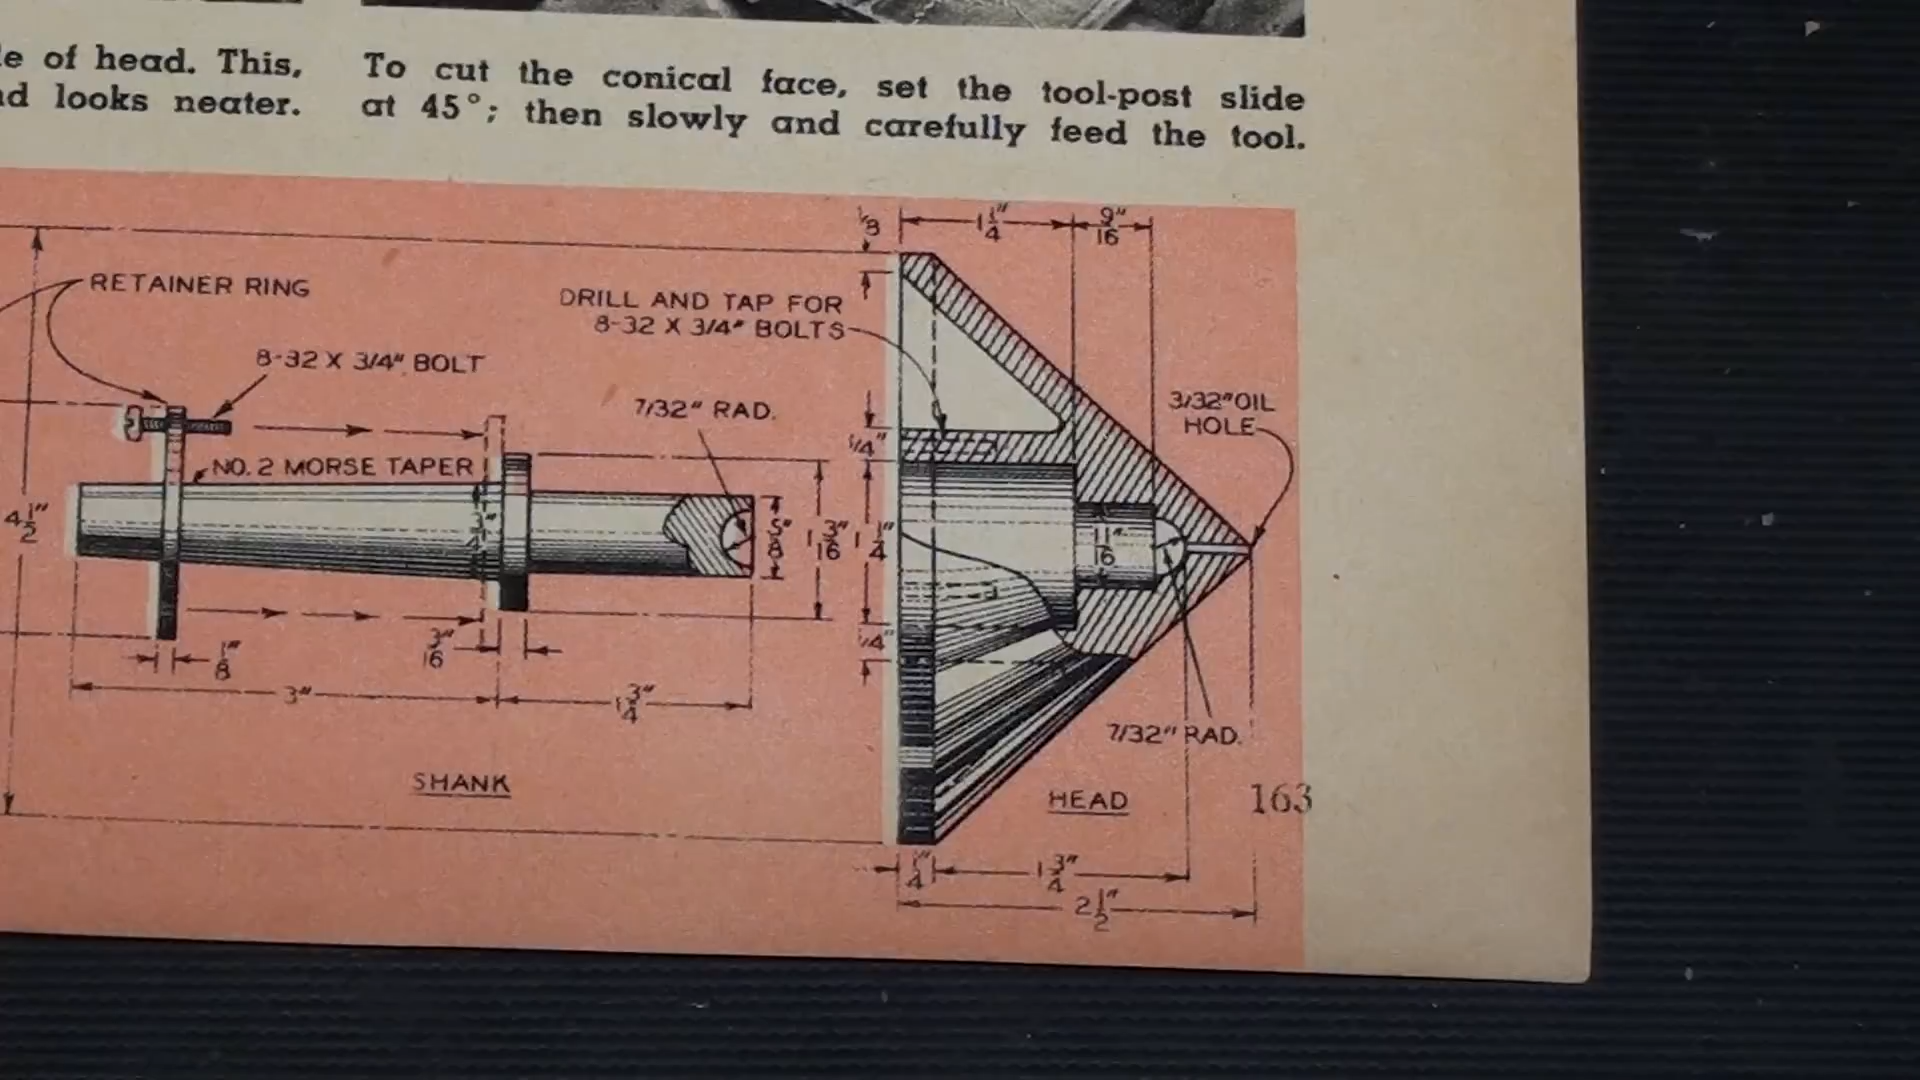 le of head. This,
nd looks neater.
To cut the conical face, set the tool-post slide
at 45°; then slowly and carefully feed the tool.
1/8
1 1/4"
9/16"
RETAINER RING
DRILL AND TAP FOR
8-32 X 3/4" BOLTS
8-32 X 3/4" BOLT
7/32" RAD.
3/32" OIL
HOLE
1/4"
NO. 2 MORSE TAPER
4 1/2"
3/4"
5/8"
1 3/16"
1 1/4"
11/16
1/4"
1/8"
3/16"
3"
1 3/4"
7/32" RAD.
SHANK
HEAD
163
1/4"
1 3/4"
2 1/2"